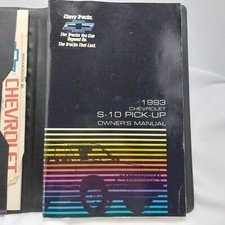 Chevy Trucks.
The Trucks You Can
Depend On.
The Trucks That Last.
1993
CHEVROLET
S-10 PICK-UP
OWNER'S MANUAL
CHEVROLET